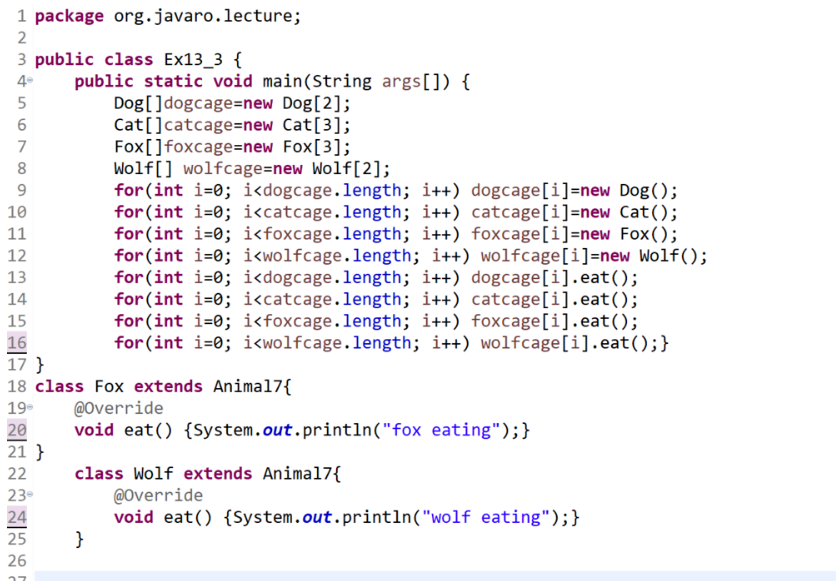 1 package org.javaro.lecture;
2
3 public class Ex13_3 {
4     public static void main(String args[]) {
5         Dog[]dogcage=new Dog[2];
6         Cat[]catcage=new Cat[3];
7         Fox[]foxcage=new Fox[3];
8         Wolf[] wolfcage=new Wolf[2];
9         for(int i=0; i<dogcage.length; i++) dogcage[i]=new Dog();
10         for(int i=0; i<catcage.length; i++) catcage[i]=new Cat();
11         for(int i=0; i<foxcage.length; i++) foxcage[i]=new Fox();
12         for(int i=0; i<wolfcage.length; i++) wolfcage[i]=new Wolf();
13         for(int i=0; i<dogcage.length; i++) dogcage[i].eat();
14         for(int i=0; i<catcage.length; i++) catcage[i].eat();
15         for(int i=0; i<foxcage.length; i++) foxcage[i].eat();
16         for(int i=0; i<wolfcage.length; i++) wolfcage[i].eat();}
17 }
18 class Fox extends Animal7{
19     @Override
20     void eat() {System.out.println("fox eating");}
21 }
22     class Wolf extends Animal7{
23         @Override
24         void eat() {System.out.println("wolf eating");}
25     }
26
27